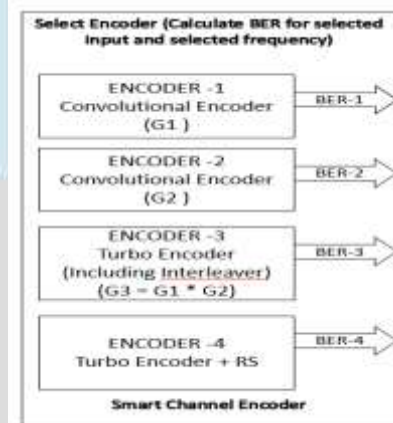 Select Encoder (Calculate BER for selected
Input and selected frequency)
ENCODER -1
Convolutional Encoder
(G1 )
BER-1
ENCODER -2
Convolutional Encoder
(G2 )
BER-2
ENCODER -3
Turbo Encoder
(Including Interleaver)
(G3 = G1 * G2)
BER-3
ENCODER -4
Turbo Encoder + RS
BER-4
Smart Channel Encoder